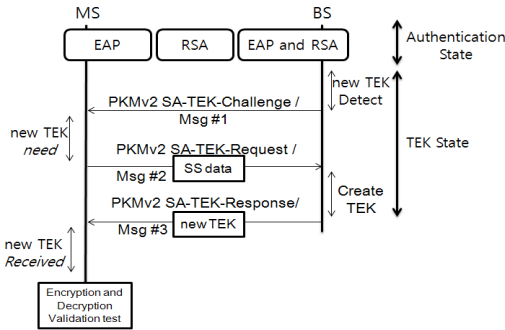 MS
BS
EAP
RSA
EAP and RSA
Authentication
State
new TEK
Detect
PKMv2 SA-TEK-Challenge /
Msg #1
new TEK
need
TEK State
PKMv2 SA-TEK-Request /
Msg #2
SS data
Create
TEK
PKMv2 SA-TEK-Response/
Msg #3
new TEK
new TEK
Received
Encryption and
Decryption
Validation test